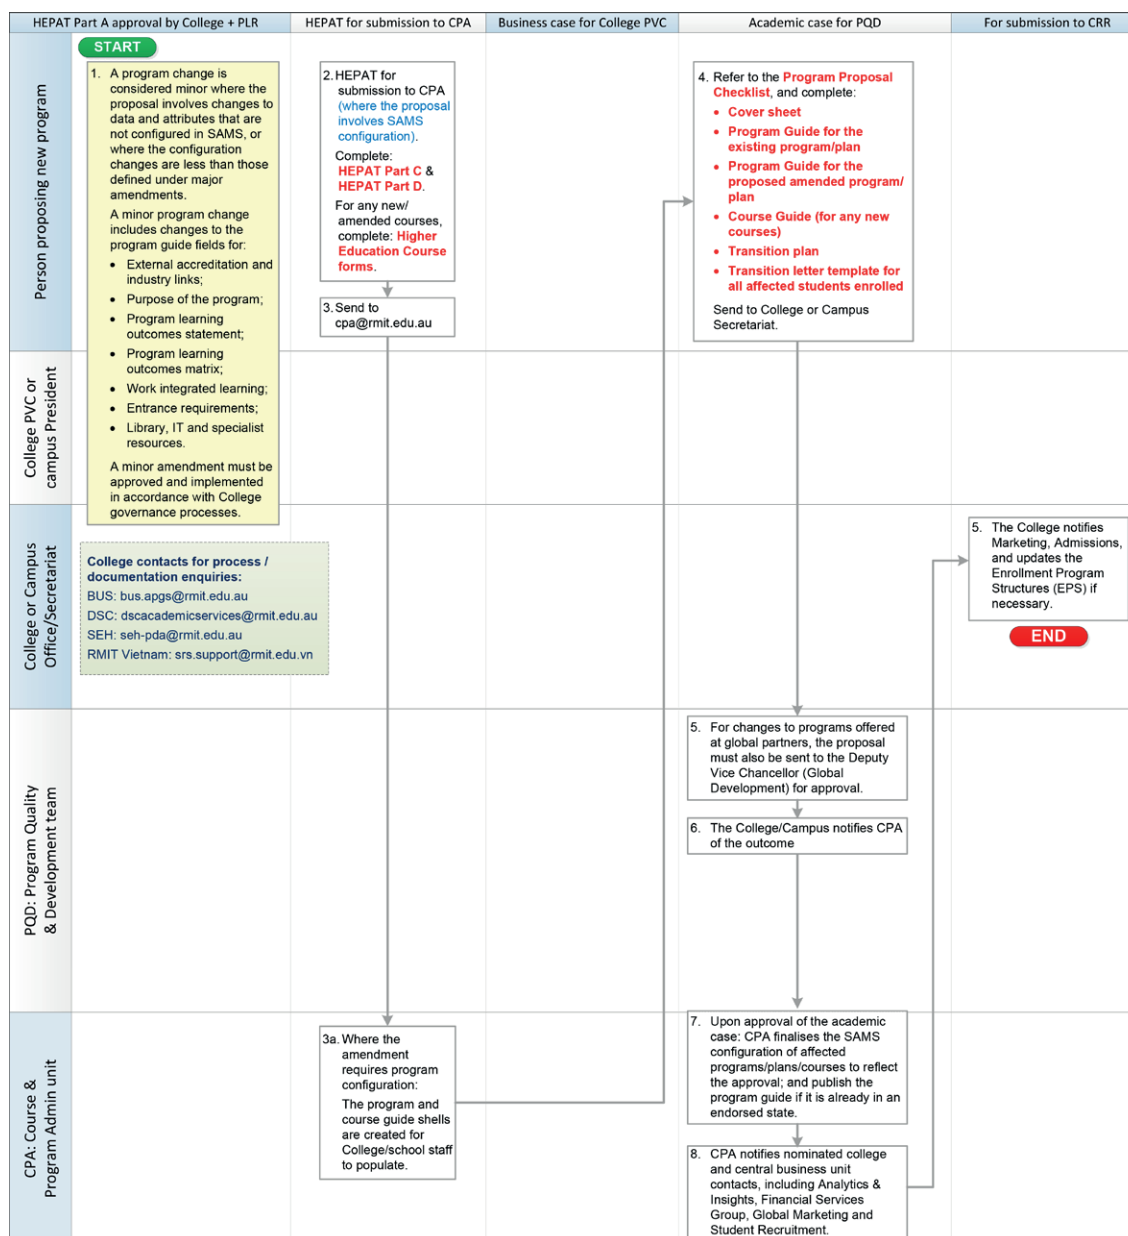 HEPAT Part A approval by College + PLR
HEPAT for submission to CPA
Business case for College PVC
Academic case for PQD
For submission to CRR
Person proposing new program
START
1. A program change is
considered minor where the
proposal involves changes to
data and attributes that are
not configured in SAMS, or
where the configuration
changes are less than those
defined under major
amendments.
A minor program change
includes changes to the
program guide fields for:
• External accreditation and
industry links;
• Purpose of the program;
• Program learning
outcomes statement;
• Program learning
outcomes matrix;
• Work integrated learning;
• Entrance requirements;
• Library, IT and specialist
resources.
A minor amendment must be
approved and implemented
in accordance with College
governance processes.
2. HEPAT for
submission to CPA
(where the proposal
involves SAMS
configuration).
Complete:
HEPAT Part C &
HEPAT Part D.
For any new/
amended courses,
complete: Higher
Education Course
forms.
3. Send to
cpa@rmit.edu.au
4. Refer to the Program Proposal
Checklist, and complete:
• Cover sheet
• Program Guide for the
existing program/plan
• Program Guide for the
proposed amended program/
plan
• Course Guide (for any new
courses)
• Transition plan
• Transition letter template for
all affected students enrolled
Send to College or Campus
Secretariat.
College PVC or
campus President
College or Campus
Office/Secretariat
College contacts for process /
documentation enquiries:
BUS: bus.apgs@rmit.edu.au
DSC: dscacademicservices@rmit.edu.au
SEH: seh-pda@rmit.edu.au
RMIT Vietnam: srs.support@rmit.edu.vn
5. The College notifies
Marketing, Admissions,
and updates the
Enrollment Program
Structures (EPS) if
necessary.
END
PQD: Program Quality
& Development team
5. For changes to programs offered
at global partners, the proposal
must also be sent to the Deputy
Vice Chancellor (Global
Development) for approval.
6. The College/Campus notifies CPA
of the outcome
CPA: Course &
Program Admin unit
3a. Where the
amendment
requires program
configuration:
The program and
course guide shells
are created for
College/school staff
to populate.
7. Upon approval of the academic
case: CPA finalises the SAMS
configuration of affected
programs/plans/courses to reflect
the approval; and publish the
program guide if it is already in an
endorsed state.
8. CPA notifies nominated college
and central business unit
contacts, including Analytics &
Insights, Financial Services
Group, Global Marketing and
Student Recruitment.